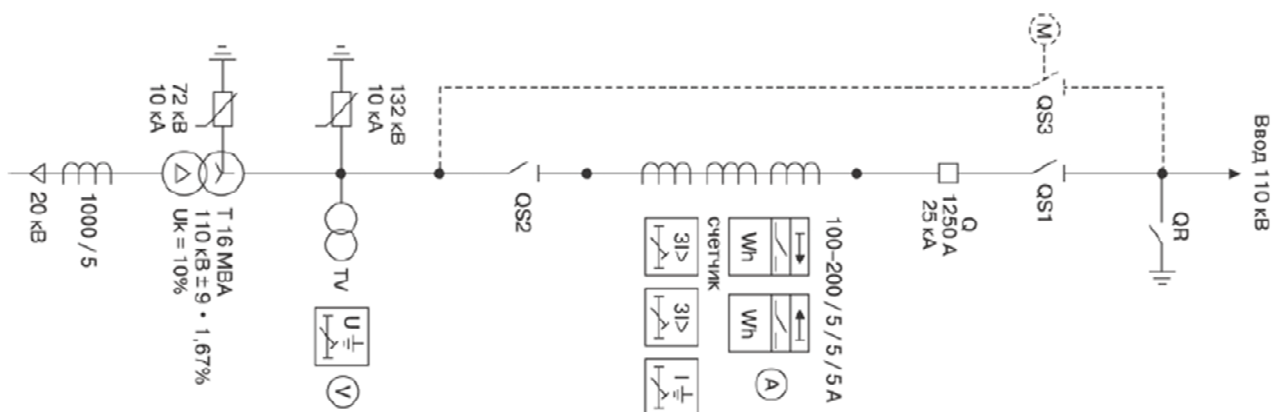 Ввод 110 кВ
QR
QS3
M
QS1
Q
1250 А
25 кА
100–200 / 5 / 5 / 5 А
A
Wh
Wh
счетчик
3I>
3I>
I
QS2
132 кВ
10 кА
TV
U
V
72 кВ
10 кА
Т 16 МВА
110 кВ ± 9 • 1,67%
Uk = 10%
1000 / 5
20 кВ